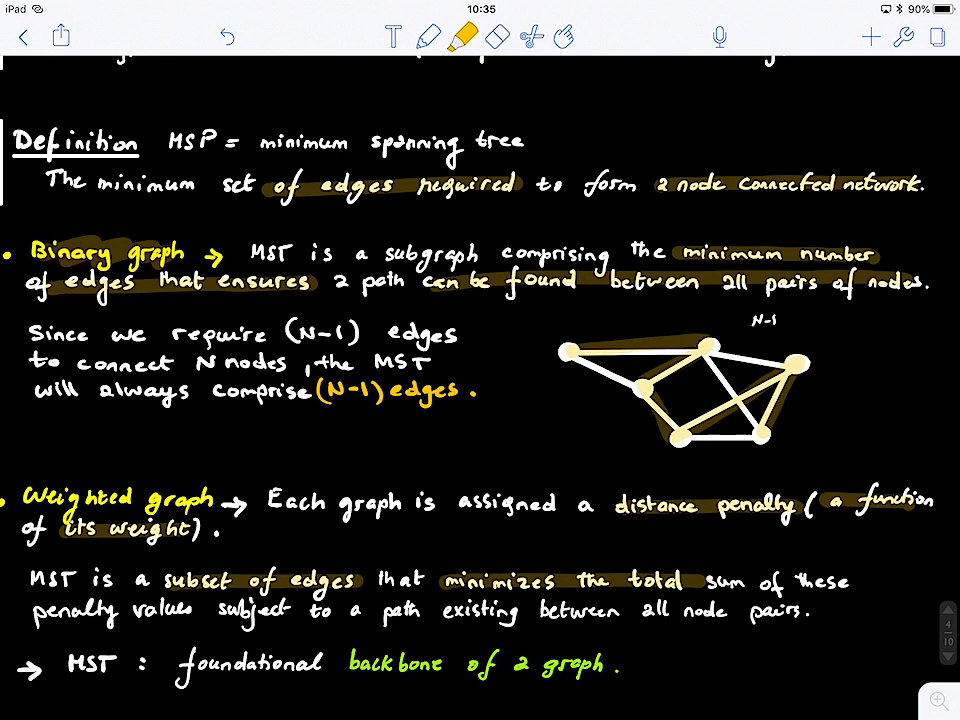 iPad
10:35
90%
T
Definition MSP = minimum spanning tree
The minimum set of edges required to form a node connected network.
• Binary graph → MST is a subgraph comprising the minimum number
of edges that ensures a path can be found between all pairs of nodes.
N-1
Since we require (N-1) edges
to connect N nodes, the MST
will always comprise (N-1) edges.
• Weighted graph → Each graph is assigned a distance penalty (a function
of its weight).
MST is a subset of edges that minimizes the total sum of these
penalty values subject to a path existing between all node pairs.
→ MST : foundational backbone of a graph.
4
10